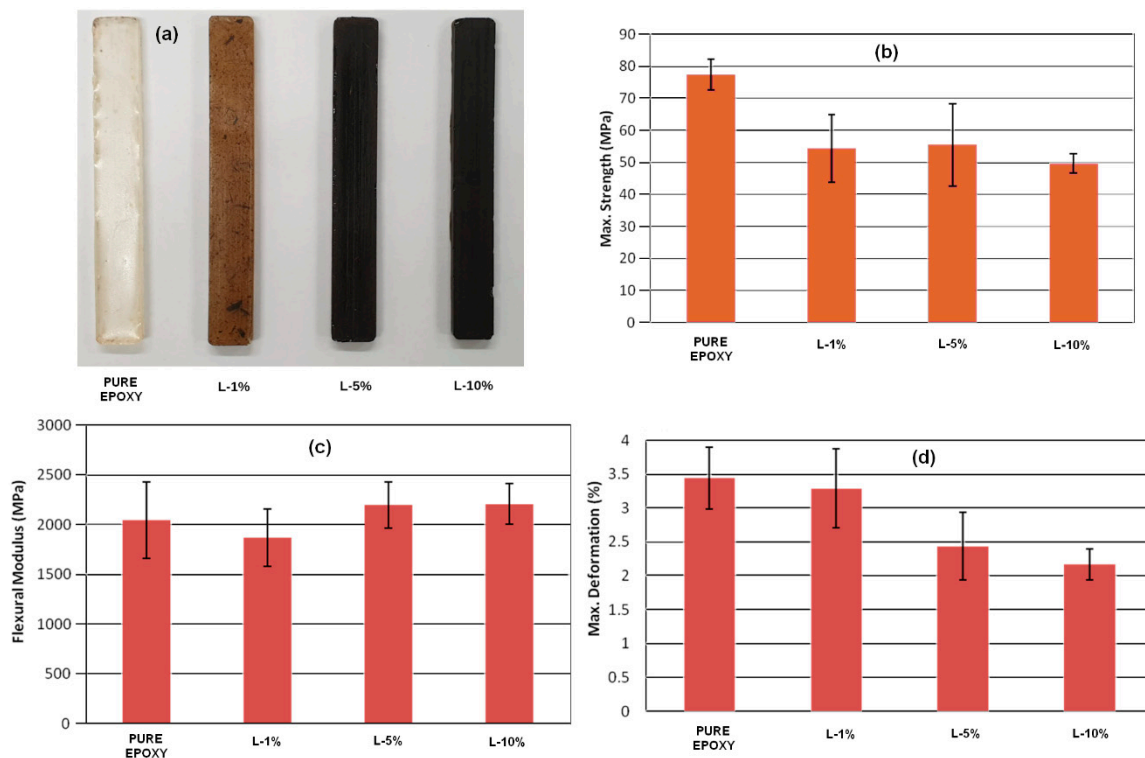 (a)
PURE
EPOXY
L-1%
L-5%
L-10%
(b)
Max. Strength (MPa)
90
80
70
60
50
40
30
20
10
0
PURE
EPOXY
L-1%
L-5%
L-10%
(c)
Flexural Modulus (MPa)
3000
2500
2000
1500
1000
500
0
PURE
EPOXY
L-1%
L-5%
L-10%
(d)
Max. Deformation (%)
4
3.5
3
2.5
2
1.5
1
0.5
0
PURE
EPOXY
L-1%
L-5%
L-10%